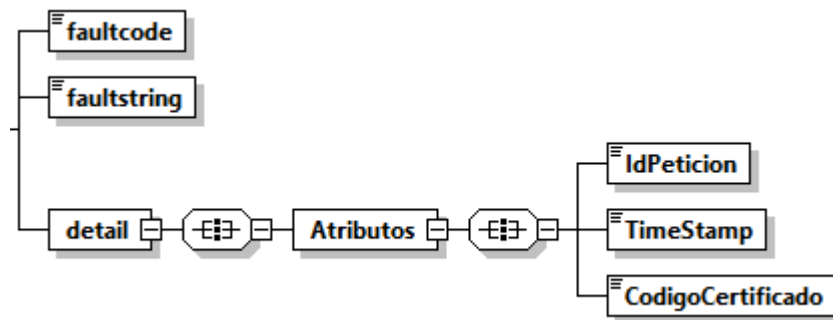 faultcode
faultstring
detail
Atributos
IdPeticion
TimeStamp
CodigoCertificado